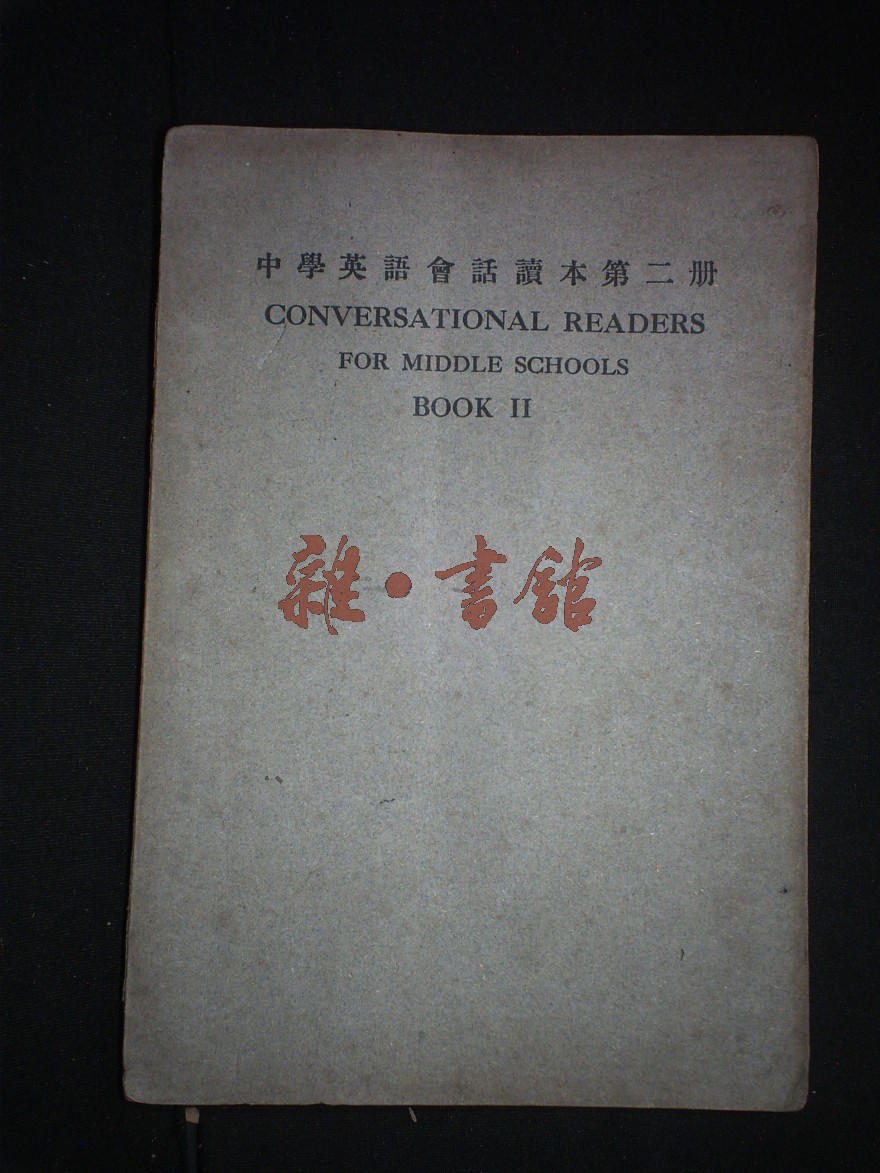 中學英語會話讀本第二册
CONVERSATIONAL READERS
FOR MIDDLE SCHOOLS
BOOK II
雜·書舘